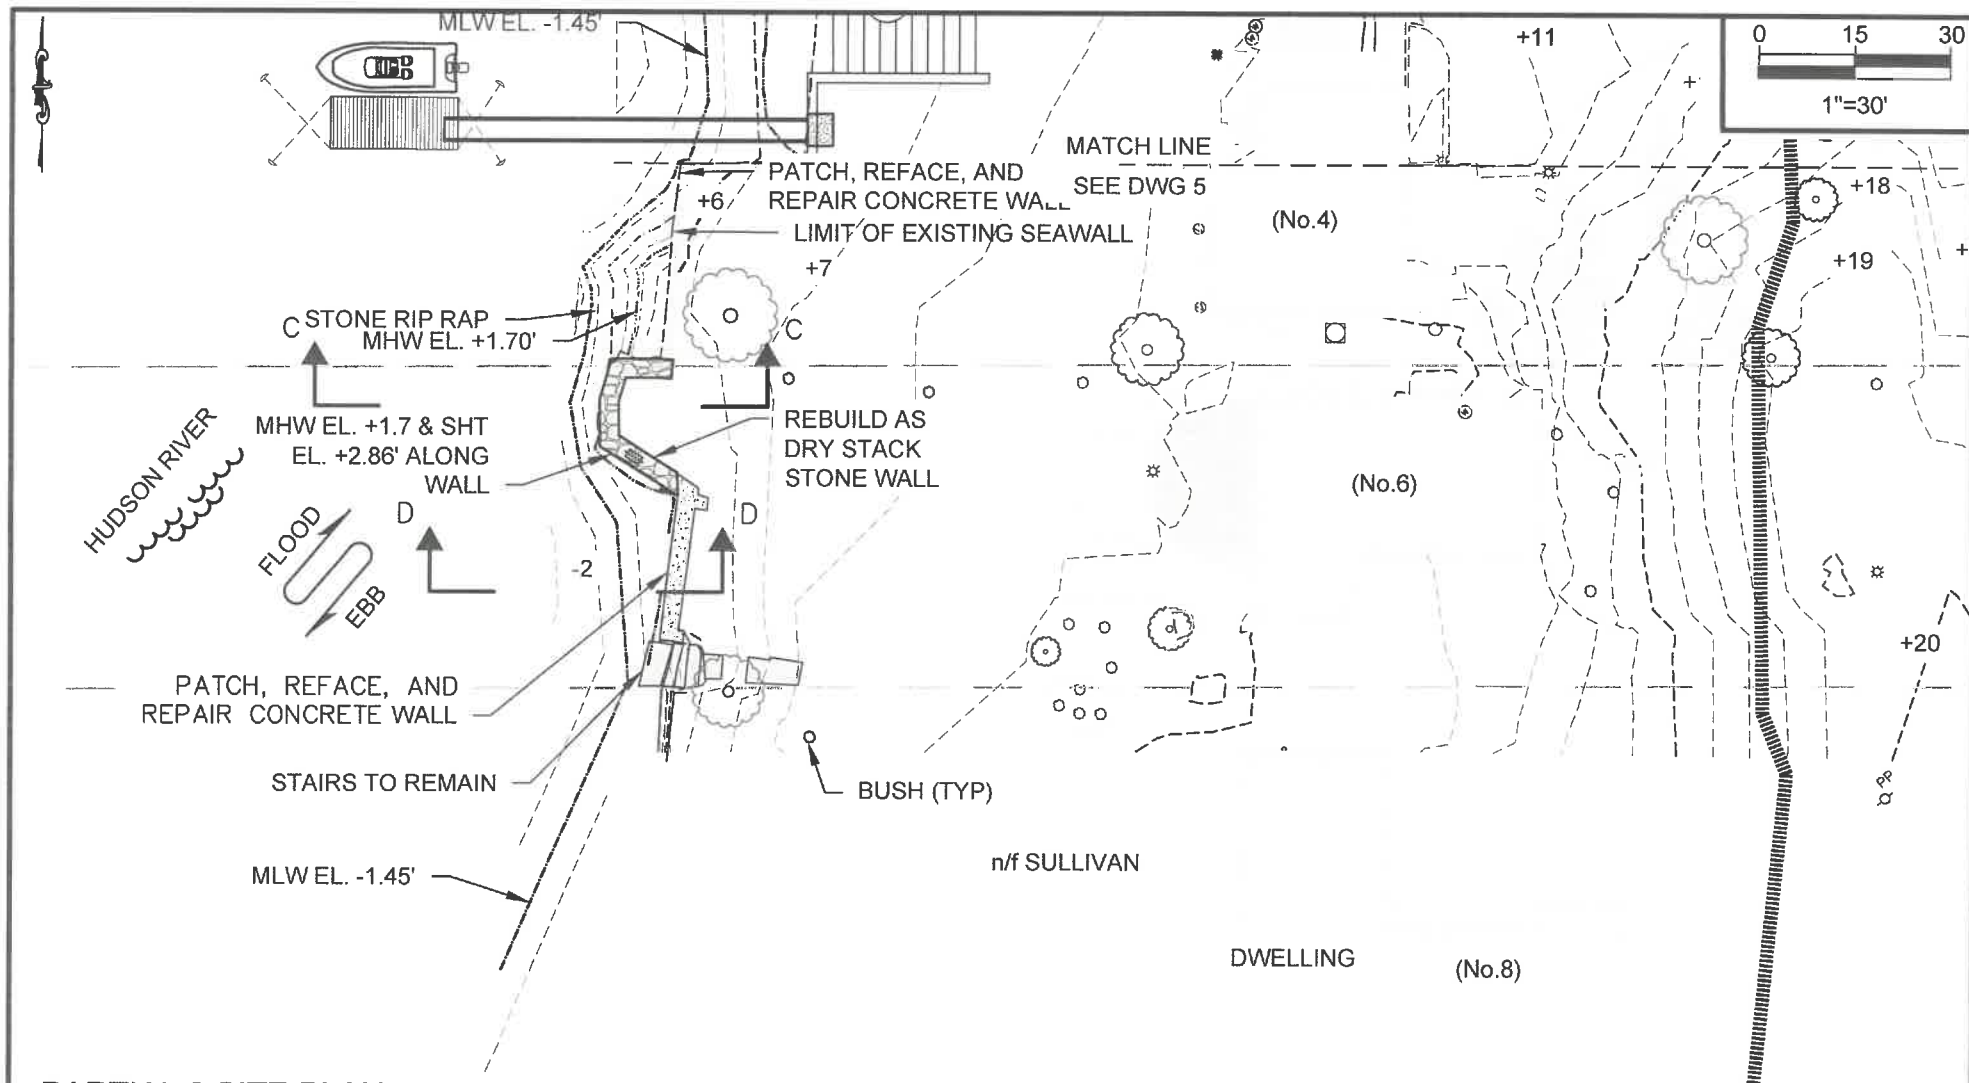 MLW EL. -1.45'
+11
0 15 30
1"=30'
MATCH LINE
SEE DWG 5
PATCH, REFACE, AND
REPAIR CONCRETE WALL
+6
LIMIT OF EXISTING SEAWALL
+7
(No.4)
+18
+19
STONE RIP RAP
MHW EL. +1.70'
C
C
MHW EL. +1.7 & SHT
EL. +2.86' ALONG
WALL
REBUILD AS
DRY STACK
STONE WALL
HUDSON RIVER
(No.6)
FLOOD
EBB
D
D
-2
+20
PATCH, REFACE, AND
REPAIR CONCRETE WALL
STAIRS TO REMAIN
BUSH (TYP)
PP
MLW EL. -1.45'
n/f SULLIVAN
DWELLING
(No.8)